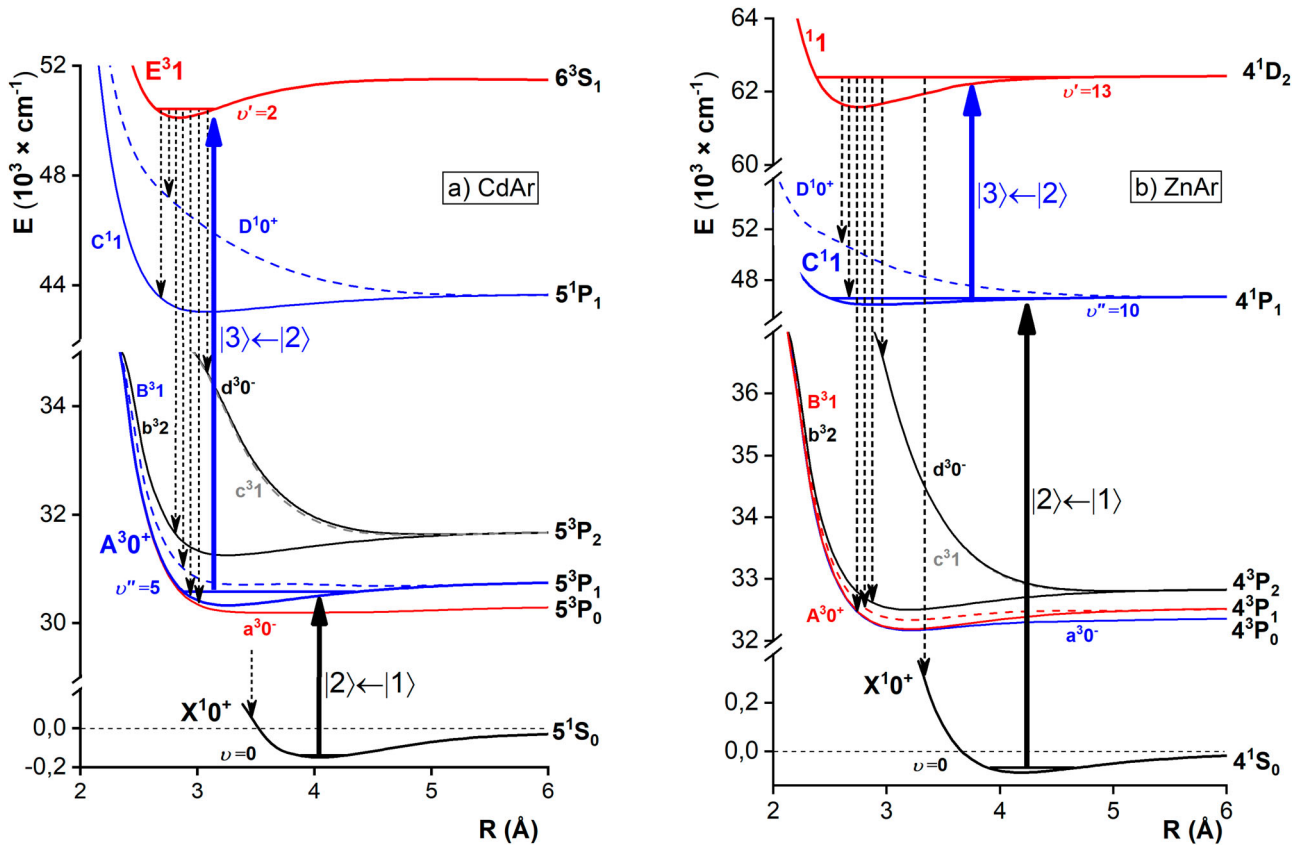 E (10³ × cm⁻¹)
52
48
44
34
32
30
0,0
-0,2
2
3
4
5
6
R (Å)
a) CdAr
E³1
υ'=2
6³S₁
D¹0⁺
C¹1
5¹P₁
|3⟩←|2⟩
d³0⁻
B³1
b³2
c³1
5³P₂
A³0⁺
υ''=5
5³P₁
5³P₀
a³0⁻
|2⟩←|1⟩
X¹0⁺
5¹S₀
υ=0
E (10³ × cm⁻¹)
64
62
60
52
48
36
35
34
33
32
0,2
0,0
2
3
4
5
6
R (Å)
b) ZnAr
¹1
4¹D₂
υ'=13
D¹0⁺
|3⟩←|2⟩
C¹1
4¹P₁
υ''=10
B³1
b³2
d³0⁻
|2⟩←|1⟩
c³1
4³P₂
A³0⁺
4³P₁
4³P₀
a³0⁻
X¹0⁺
υ=0
4¹S₀